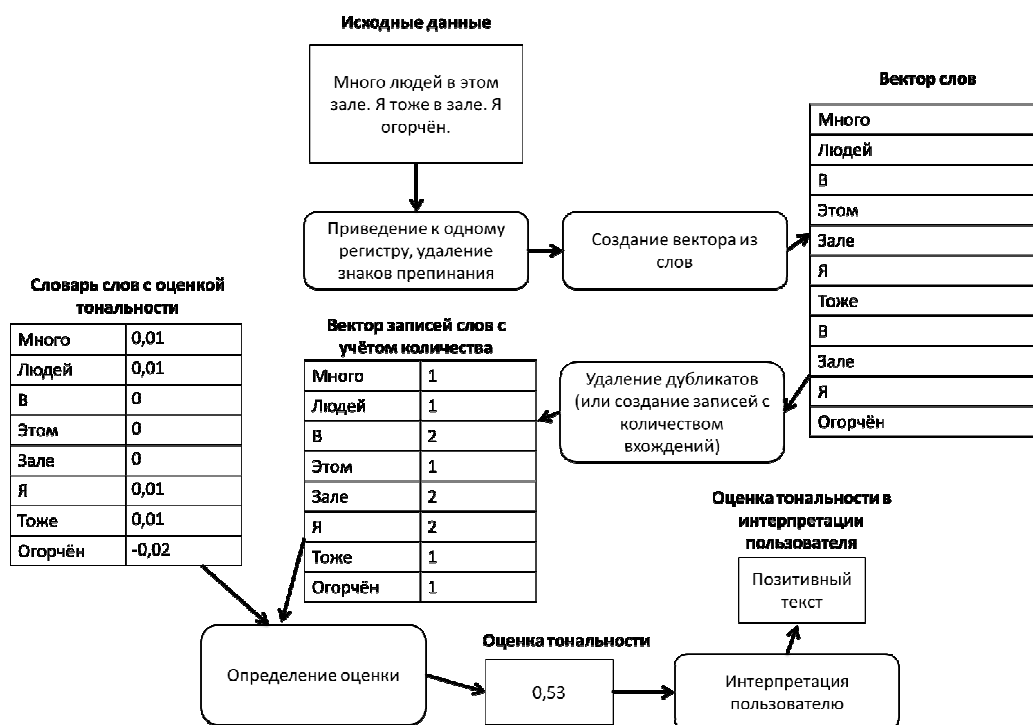 Исходные данные
Много людей в этом
зале. Я тоже в зале. Я
огорчён.
Приведение к одному
регистру, удаление
знаков препинания
Создание вектора из
слов
Вектор слов
Много
Людей
В
Этом
Зале
Я
Тоже
В
Зале
Я
Огорчён
Удаление дубликатов
(или создание записей с
количеством
вхождений)
Вектор записей слов с
учётом количества
Много 1
Людей 1
В 2
Этом 1
Зале 2
Я 2
Тоже 1
Огорчён 1
Словарь слов с оценкой
тональности
Много 0,01
Людей 0,01
В 0
Этом 0
Зале 0
Я 0,01
Тоже 0,01
Огорчён -0,02
Определение оценки
Оценка тональности
0,53
Интерпретация
пользователю
Оценка тональности в
интерпретации
пользователя
Позитивный
текст